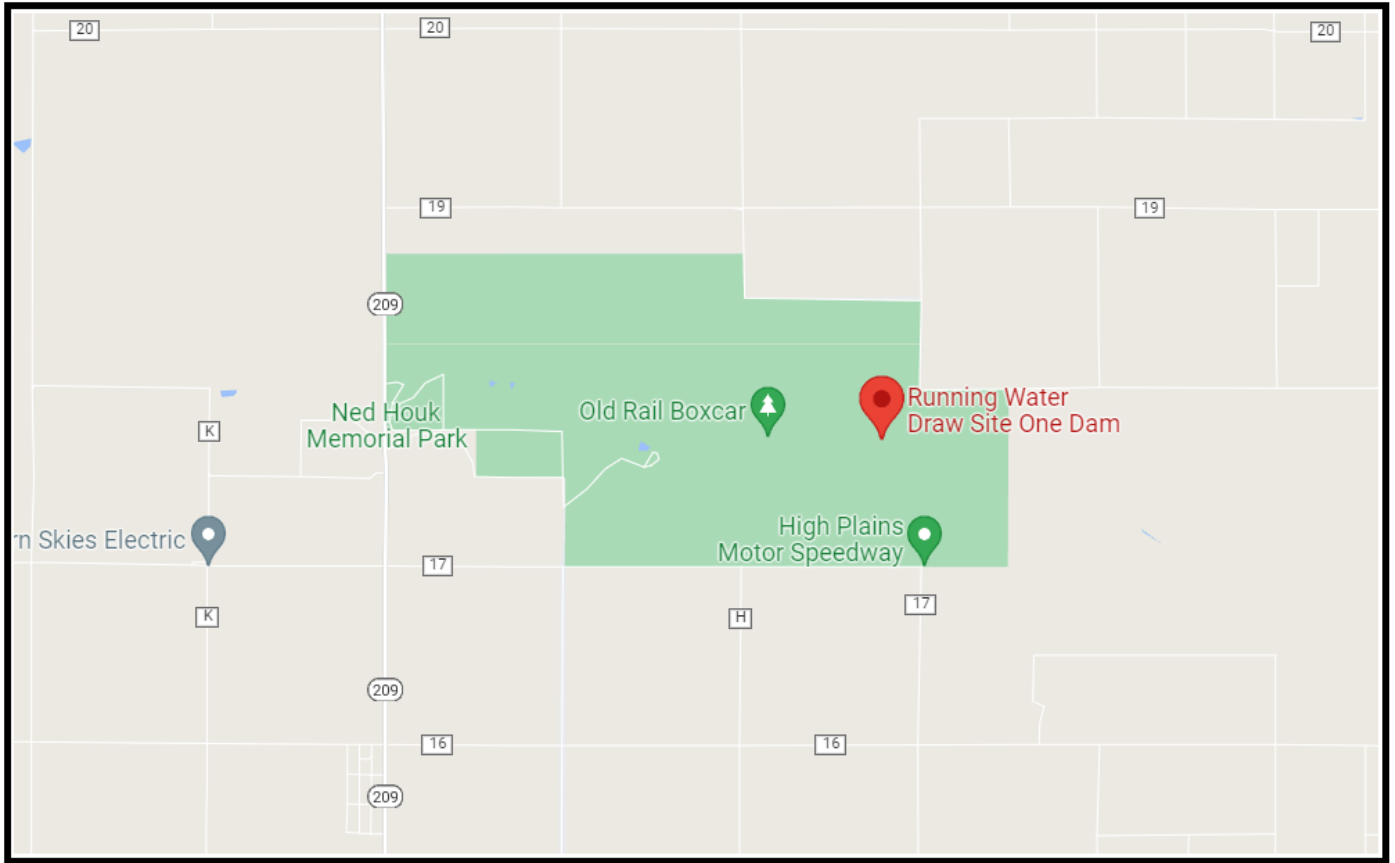 20
20
20
19
19
209
Running Water
Draw Site One Dam
Old Rail Boxcar
Ned Houk
Memorial Park
K
High Plains
Motor Speedway
rn Skies Electric
17
17
K
H
209
16
16
209